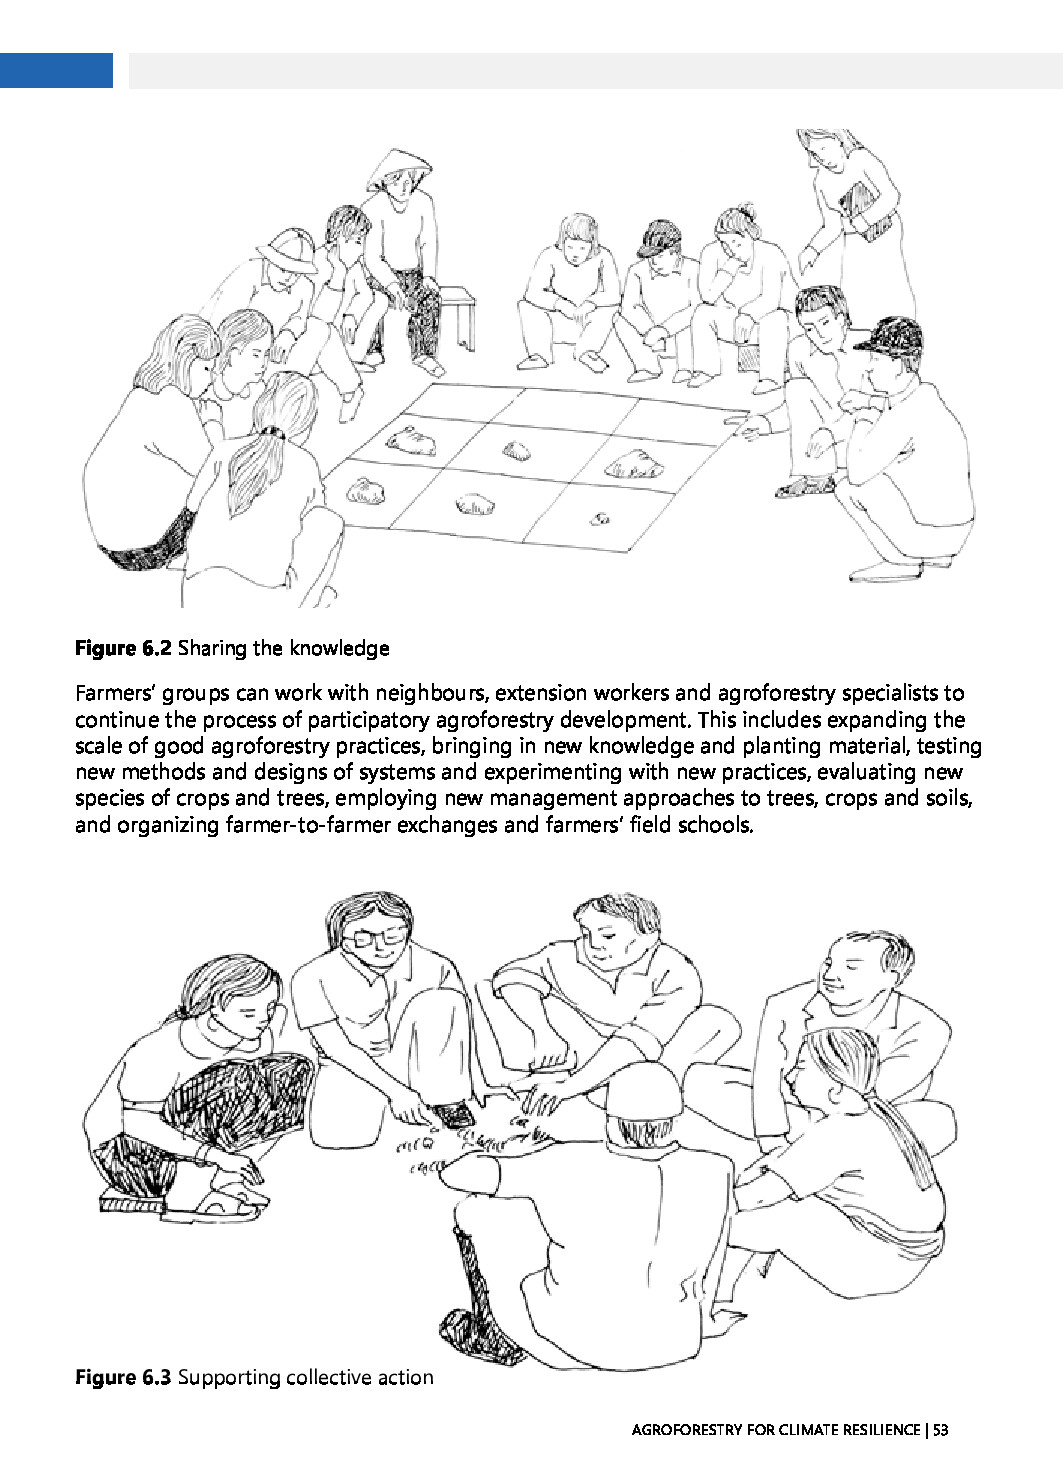 Figure 6.2 Sharing the knowledge
Farmers’ groups can work with neighbours, extension workers and agroforestry specialists to
continue the process of participatory agroforestry development. This includes expanding the
scale of good agroforestry practices, bringing in new knowledge and planting material, testing
new methods and designs of systems and experimenting with new practices, evaluating new
species of crops and trees, employing new management approaches to trees, crops and soils,
and organizing farmer-to-farmer exchanges and farmers’ field schools.
Figure 6.3 Supporting collective action
AGROFORESTRY FOR CLIMATE RESILIENCE | 53